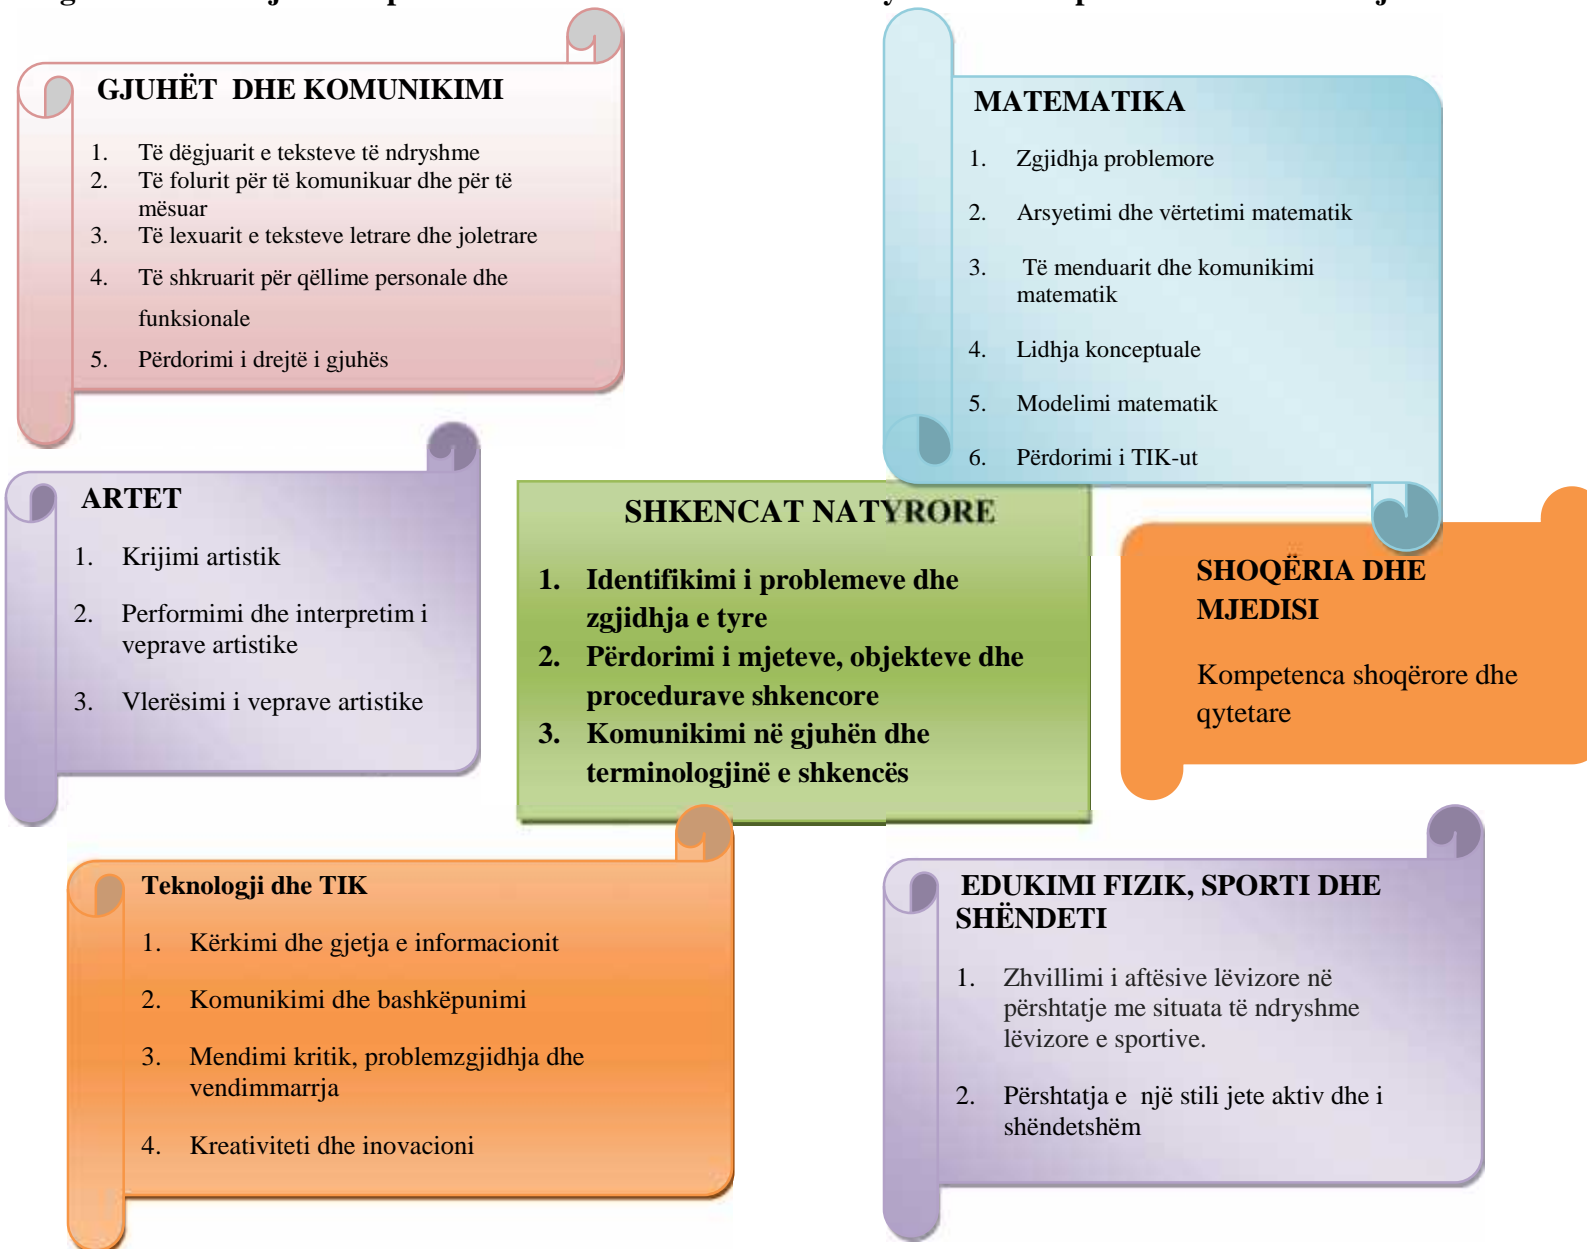 GJUHËT DHE KOMUNIKIMI
1. Të dëgjuarit e teksteve të ndryshme
2. Të folurit për të komunikuar dhe për të
mësuar
3. Të lexuarit e teksteve letrare dhe joletrare
4. Të shkruarit për qëllime personale dhe
funksionale
5. Përdorimi i drejtë i gjuhës
MATEMATIKA
1. Zgjidhja problemore
2. Arsyetimi dhe vërtetimi matematik
3. Të menduarit dhe komunikimi
matematik
4. Lidhja konceptuale
5. Modelimi matematik
6. Përdorimi i TIK-ut
ARTET
1. Krijimi artistik
2. Performimi dhe interpretim i
veprave artistike
3. Vlerësimi i veprave artistike
SHKENCAT NATYRORE
1. Identifikimi i problemeve dhe
zgjidhja e tyre
2. Përdorimi i mjeteve, objekteve dhe
procedurave shkencore
3. Komunikimi në gjuhën dhe
terminologjinë e shkencës
SHOQËRIA DHE
MJEDISI
Kompetenca shoqërore dhe
qytetare
Teknologji dhe TIK
1. Kërkimi dhe gjetja e informacionit
2. Komunikimi dhe bashkëpunimi
3. Mendimi kritik, problemzgjidhja dhe
vendimmarrja
4. Kreativiteti dhe inovacioni
EDUKIMI FIZIK, SPORTI DHE
SHËNDETI
1. Zhvillimi i aftësive lëvizore në
përshtatje me situata të ndryshme
lëvizore e sportive.
2. Përshtatja e një stili jete aktiv dhe i
shëndetshëm